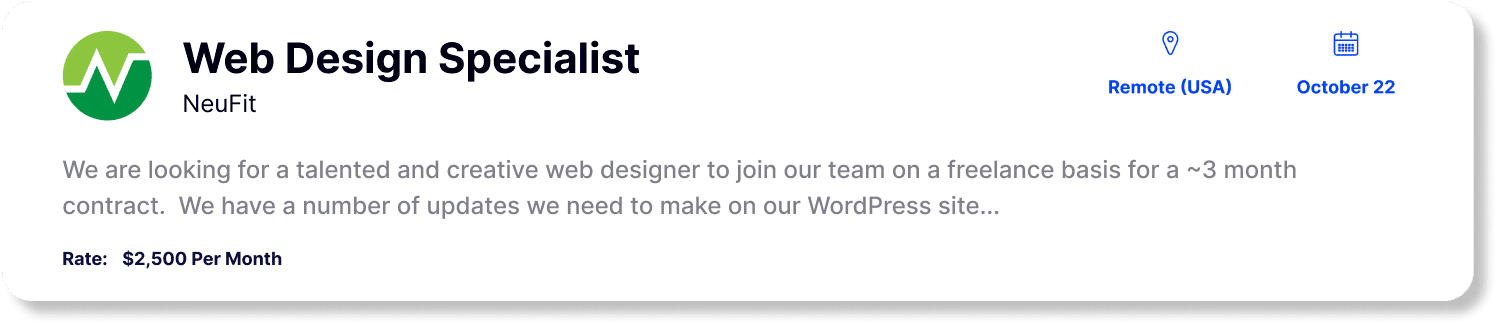 Web Design Specialist
NeuFit
Remote (USA)
October 22
We are looking for a talented and creative web designer to join our team on a freelance basis for a ~3 month
contract.  We have a number of updates we need to make on our WordPress site...
Rate: $2,500 Per Month